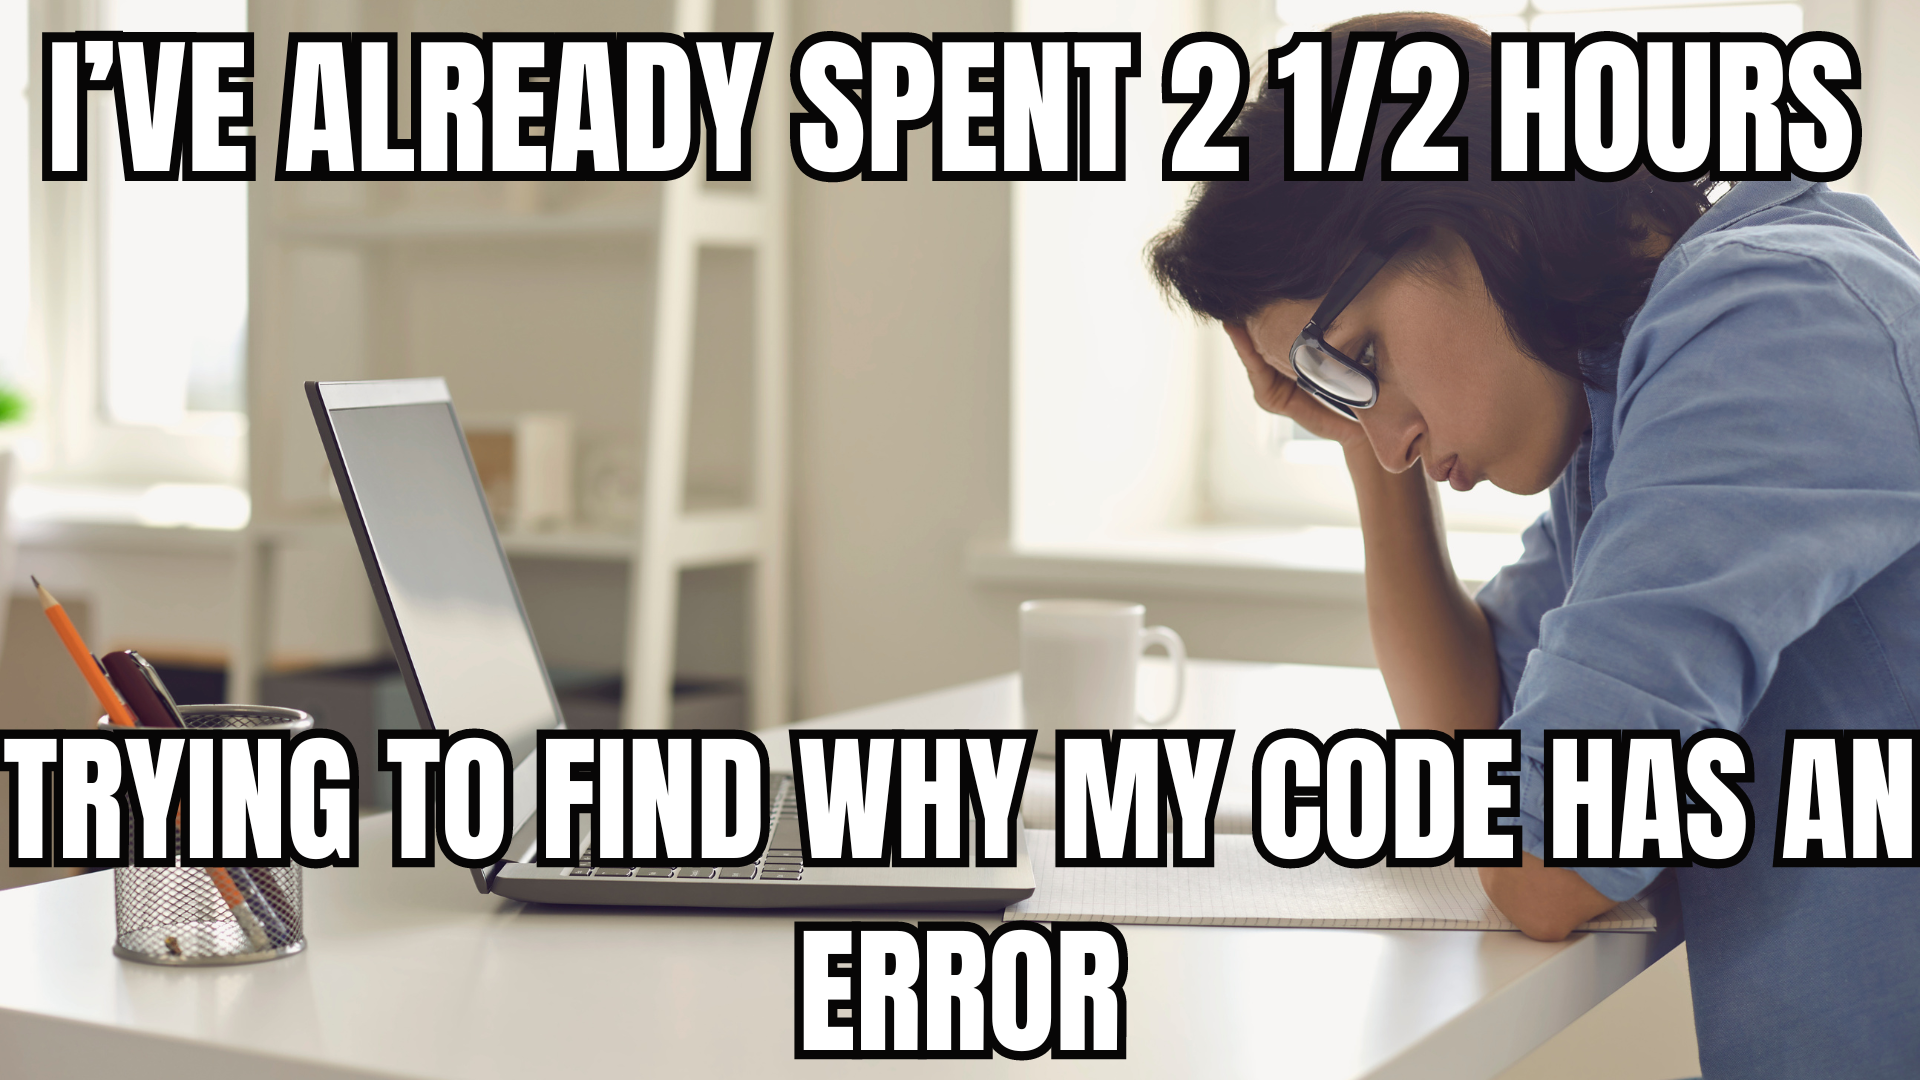 I’VE ALREADY SPENT 2 1/2 HOURS
TRYING TO FIND WHY MY CODE HAS AN
ERROR